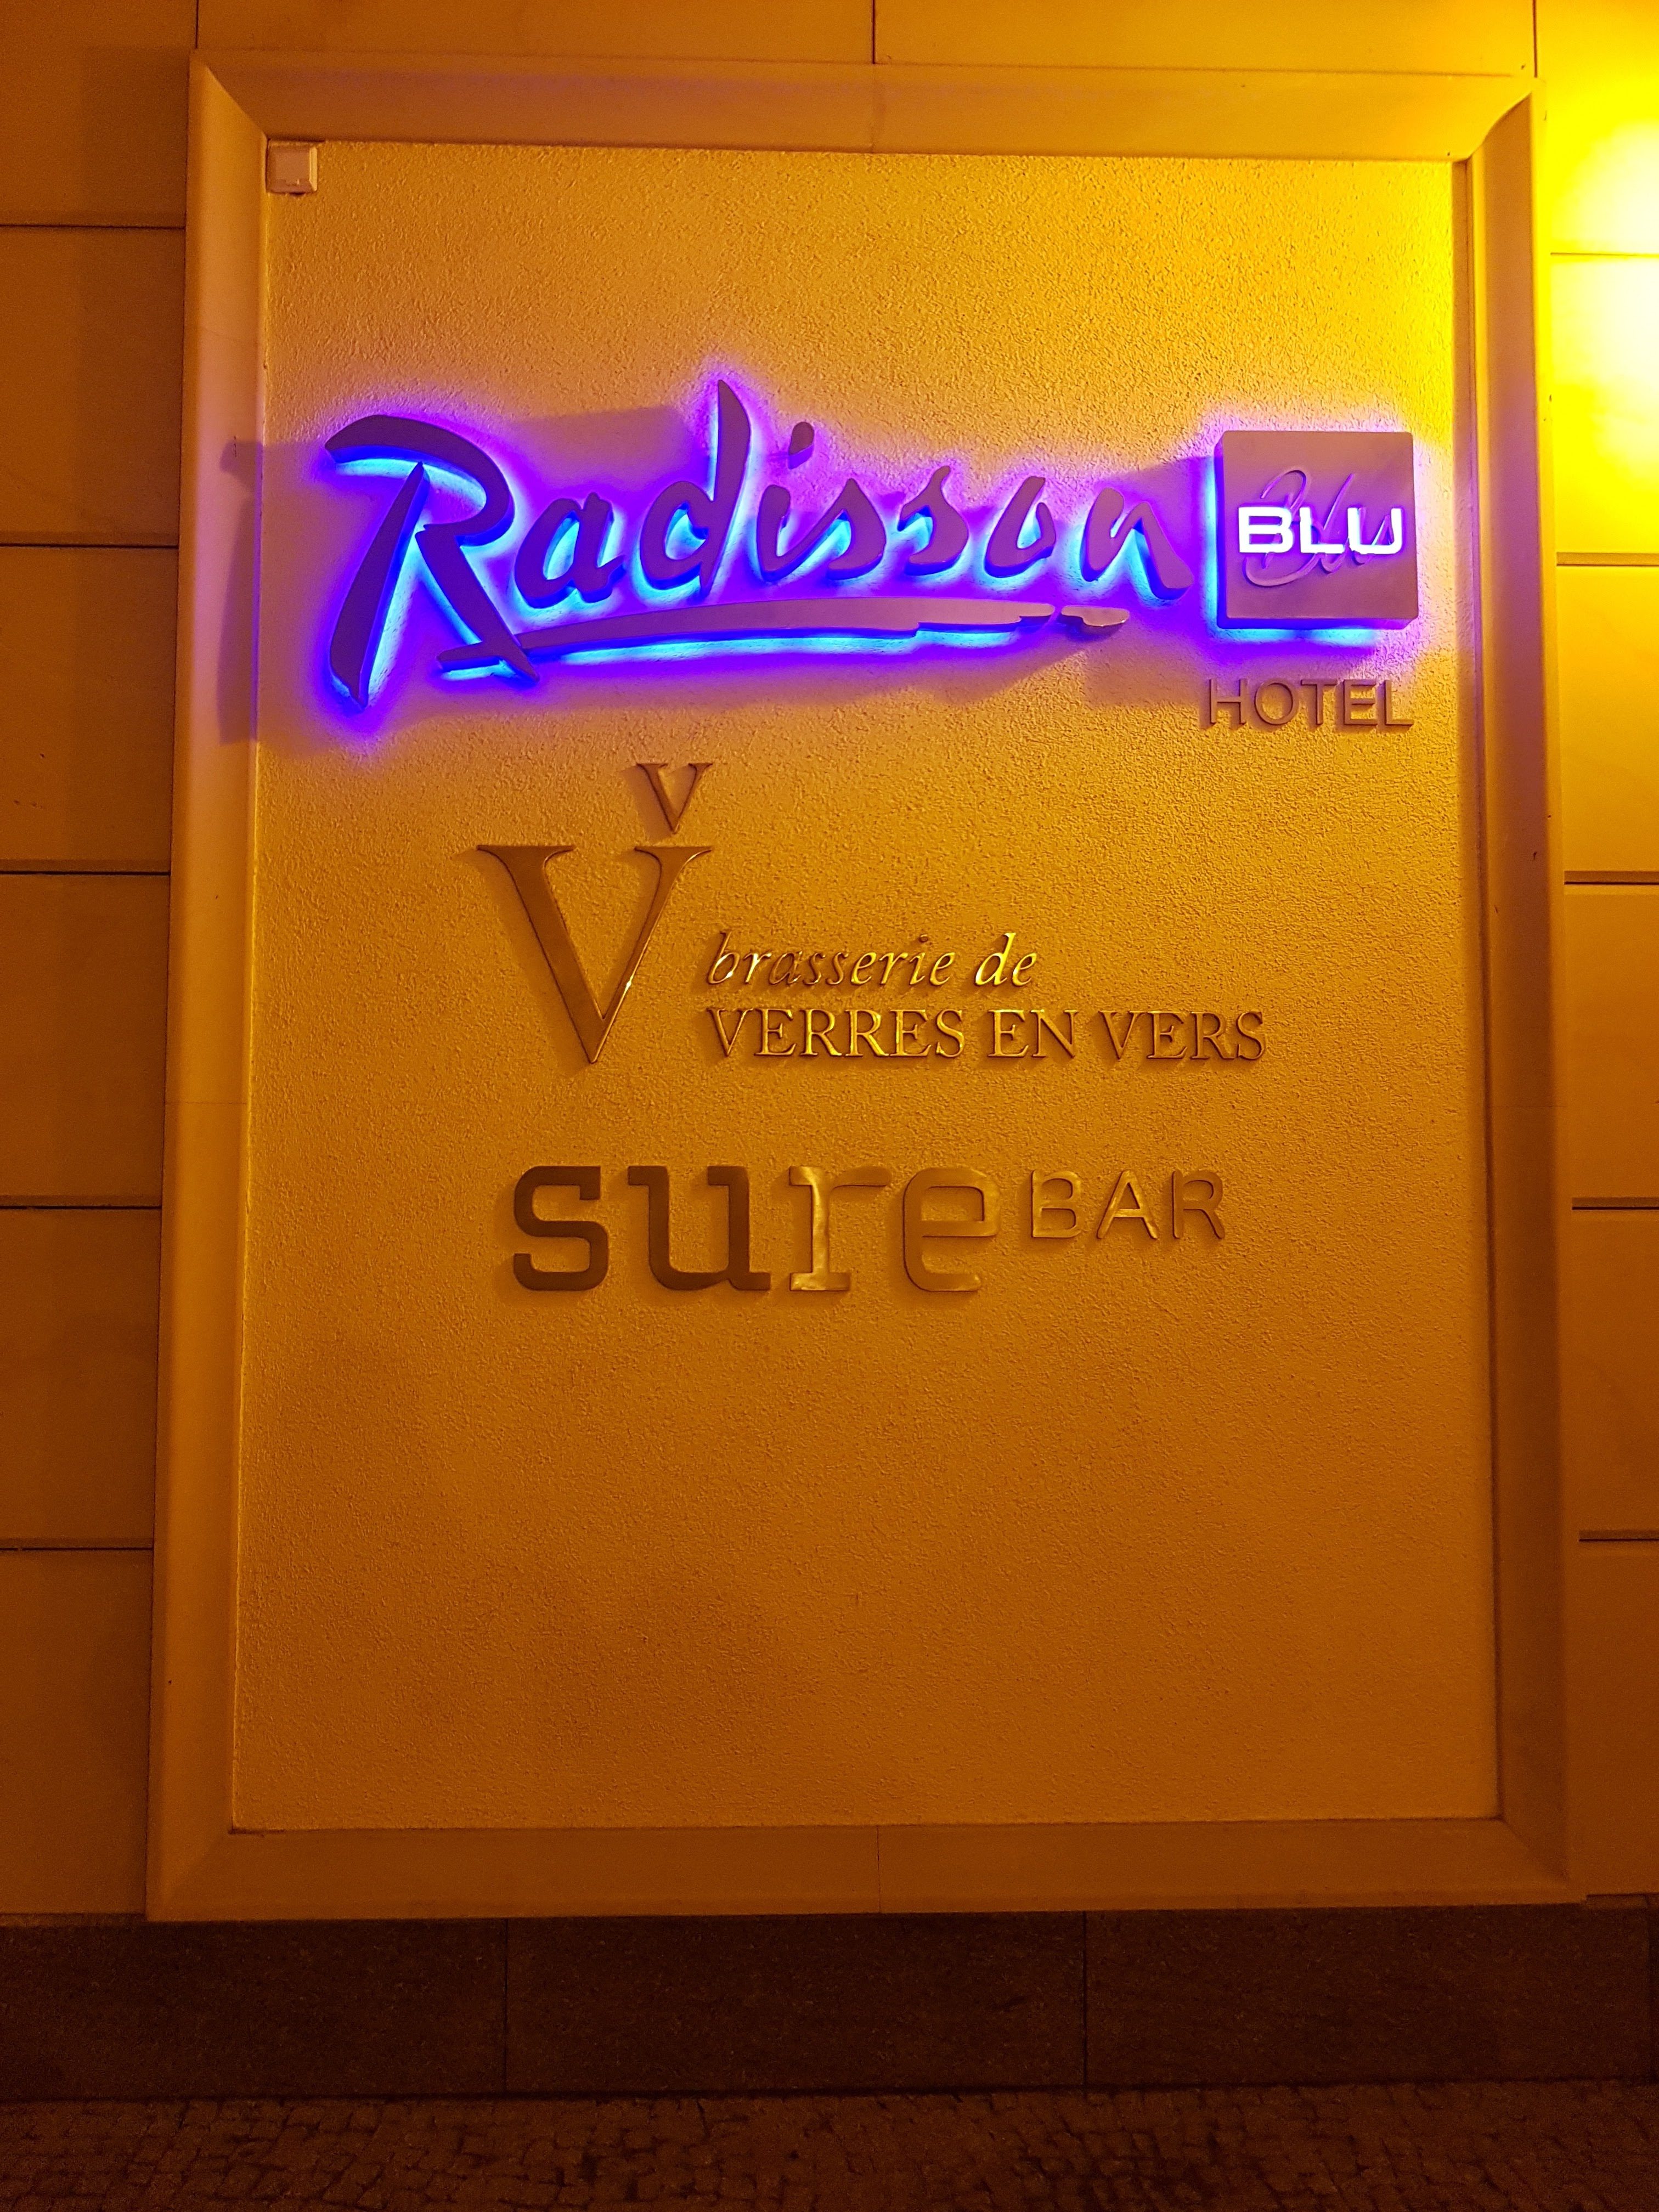 Radisson BLU
HOTEL
V
V
brasserie de
VERRES EN VERS
sure BAR